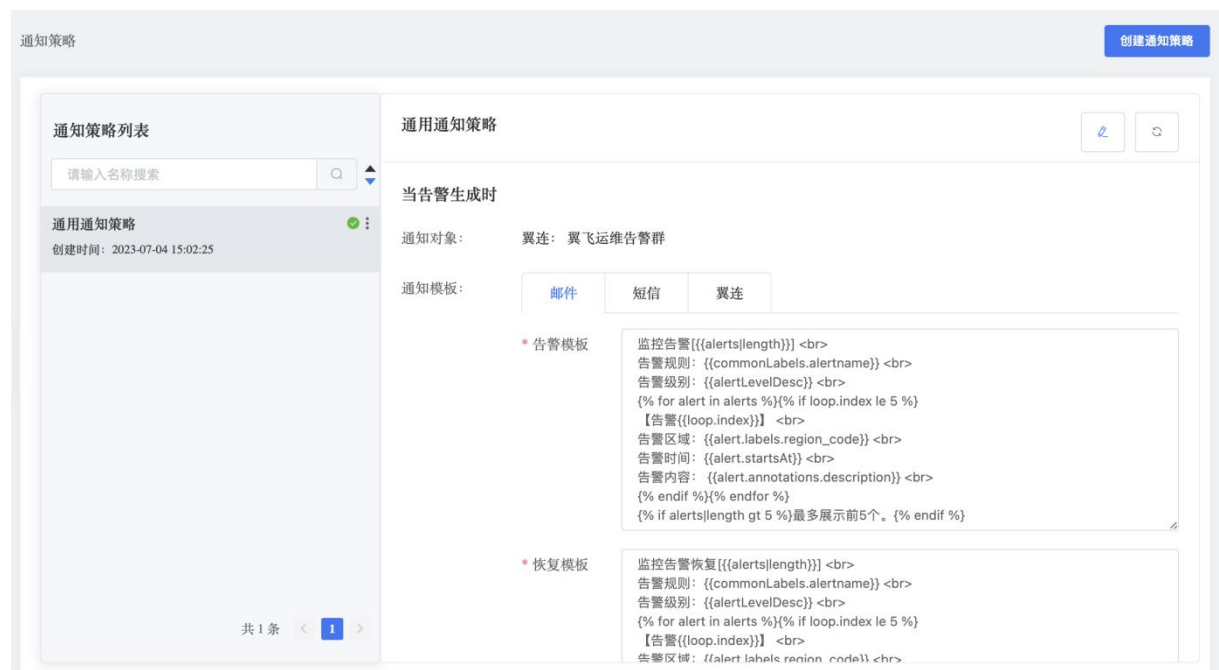 通知策略
创建通知策略
通知策略列表
请输入名称搜索
通用通知策略
创建时间：2023-07-04 15:02:25
共 1 条
1
通用通知策略
当告警生成时
通知对象：
翼连： 翼飞运维告警群
通知模板：
邮件
短信
翼连
* 告警模板
监控告警[{{alerts|length}}] <br>
告警规则：{{commonLabels.alertname}} <br>
告警级别：{{alertLevelDesc}} <br>
{% for alert in alerts %}{% if loop.index le 5 %}
【告警{{loop.index}}】 <br>
告警区域：{{alert.labels.region_code}} <br>
告警时间：{{alert.startsAt}} <br>
告警内容： {{alert.annotations.description}} <br>
{% endif %}{% endfor %}
{% if alerts|length gt 5 %}最多展示前5个。{% endif %}
* 恢复模板
监控告警恢复[{{alerts|length}}] <br>
告警规则：{{commonLabels.alertname}} <br>
告警级别：{{alertLevelDesc}} <br>
{% for alert in alerts %}{% if loop.index le 5 %}
【告警{{loop.index}}】 <br>
告警区域：{{alert.labels.region_code}} <br>